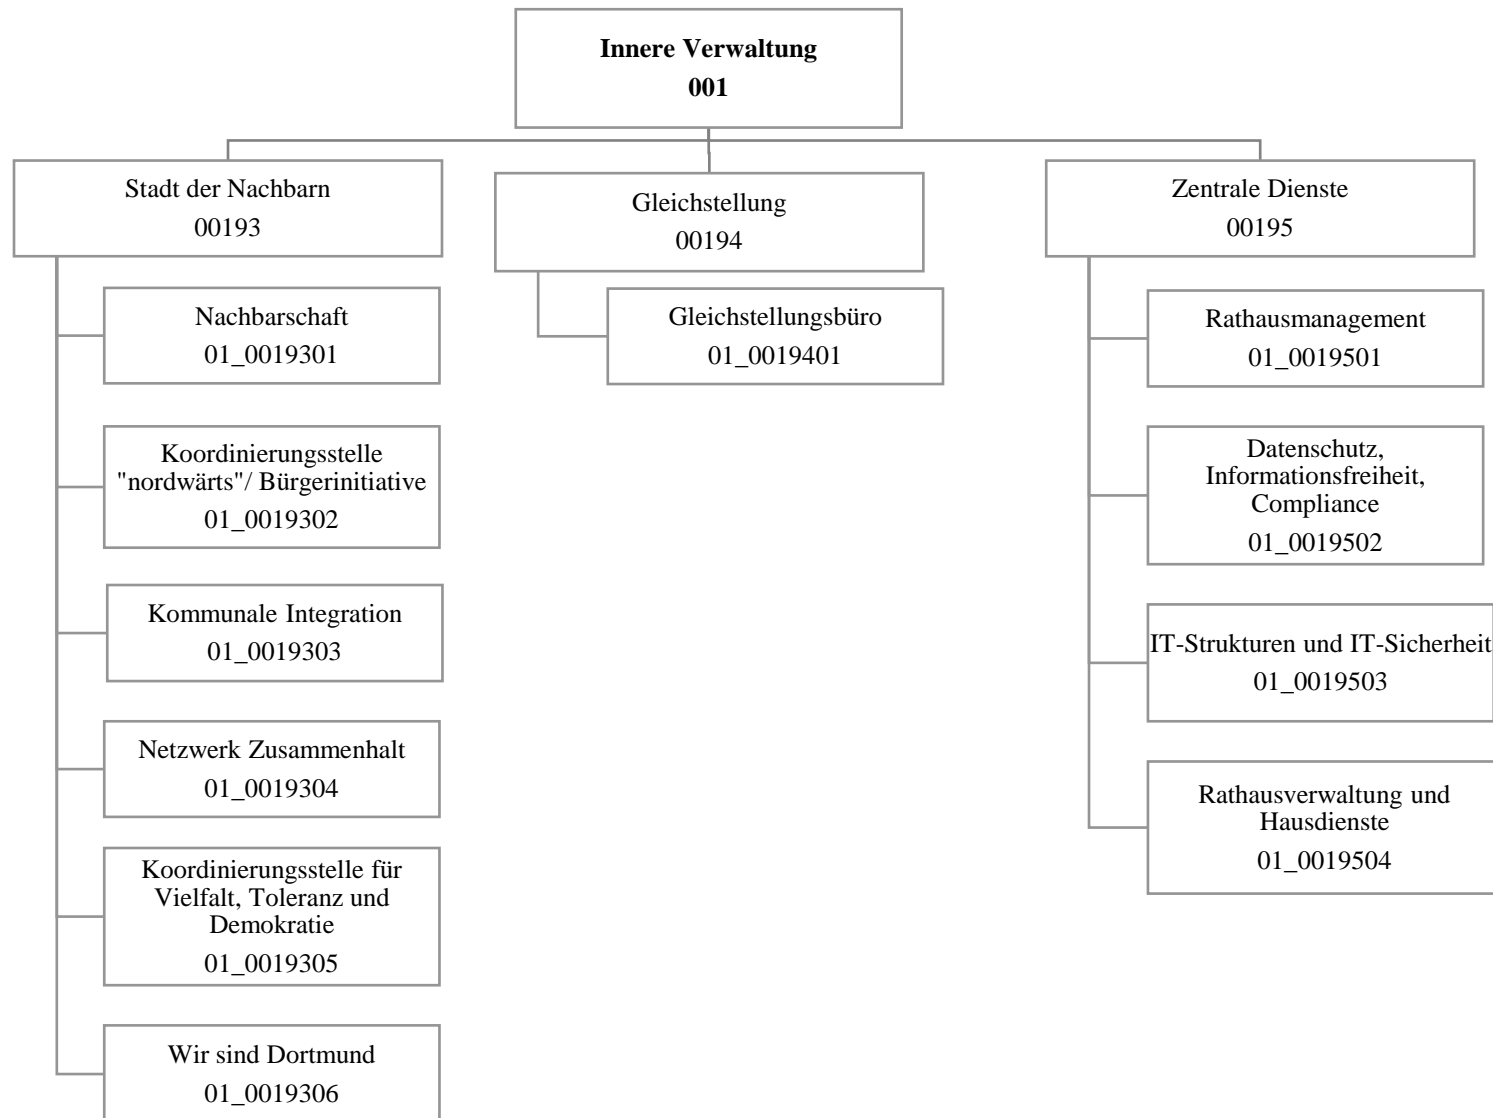 Innere Verwaltung
001
Stadt der Nachbarn
00193
Nachbarschaft
01_0019301
Koordinierungsstelle
"nordwärts"/ Bürgerinitiative
01_0019302
Kommunale Integration
01_0019303
Netzwerk Zusammenhalt
01_0019304
Koordinierungsstelle für
Vielfalt, Toleranz und
Demokratie
01_0019305
Wir sind Dortmund
01_0019306
Gleichstellung
00194
Gleichstellungsbüro
01_0019401
Zentrale Dienste
00195
Rathausmanagement
01_0019501
Datenschutz,
Informationsfreiheit,
Compliance
01_0019502
IT-Strukturen und IT-Sicherheit
01_0019503
Rathausverwaltung und
Hausdienste
01_0019504